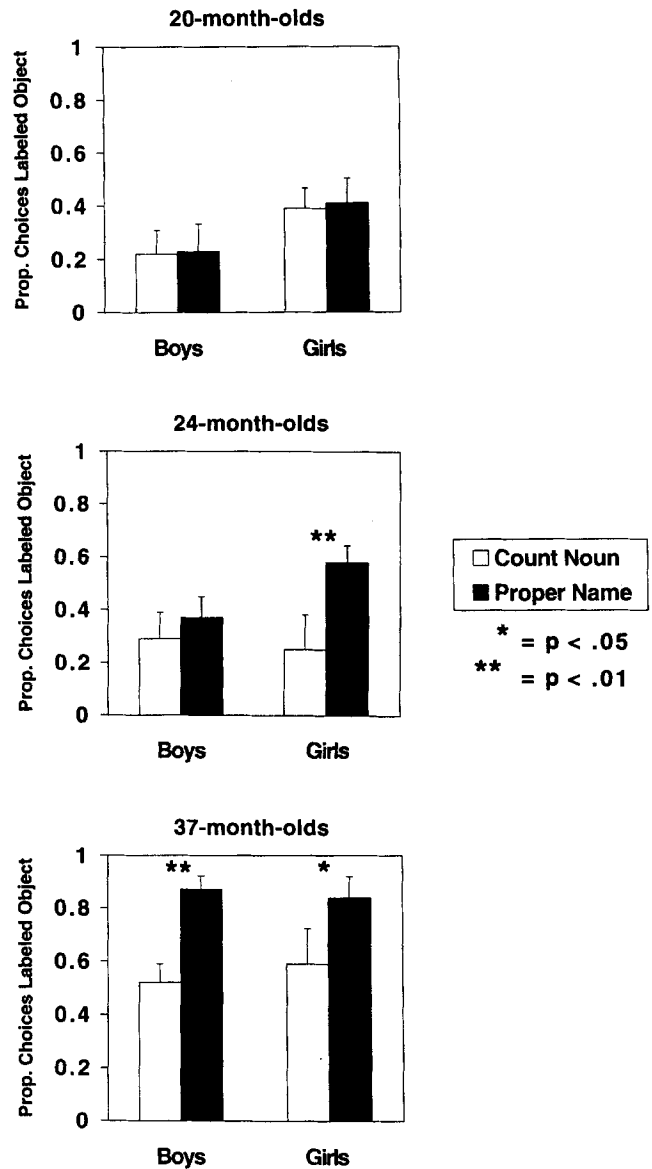 20-month-olds
Prop. Choices Labeled Object
1
0.8
0.6
0.4
0.2
0
Boys Girls
24-month-olds
Prop. Choices Labeled Object
1
0.8
0.6
0.4
0.2
0
**
Boys Girls
Count Noun
Proper Name
* = p < .05
** = p < .01
37-month-olds
Prop. Choices Labeled Object
1
0.8
0.6
0.4
0.2
0
** *
Boys Girls